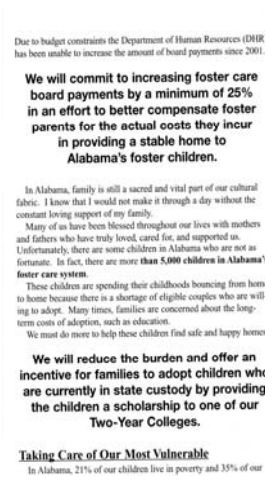 Due to budget constraints the Department of Human Resources (DHR
has been unable to increase the amount of board payments since 2001.
We will commit to increasing foster care
board payments by a minimum of 25%
in an effort to better compensate foster
parents for the actual costs they incur
in providing a stable home to
Alabama's foster children.
In Alabama, family is still a sacred and vital part of our cultural
fabric. I know that I would not make it through a day without the
constant loving support of my family.
Many of us have been blessed throughout our lives with mothers
and fathers who have truly loved, cared for, and supported us.
Unfortunately, there are some children in Alabama who are not as
fortunate. In fact, there are more than 5,000 children in Alabama's
foster care system.
These children are spending their childhoods bouncing from home
to home because there is a shortage of eligible couples who are will-
ing to adopt. Many times, families are concerned about the long-
term costs of adoption, such as education.
We must do more to help these children find safe and happy homes
We will reduce the burden and offer an
incentive for families to adopt children who
are currently in state custody by providing
the children a scholarship to one of our
Two-Year Colleges.
Taking Care of Our Most Vulnerable
In Alabama, 21% of our children live in poverty and 35% of our